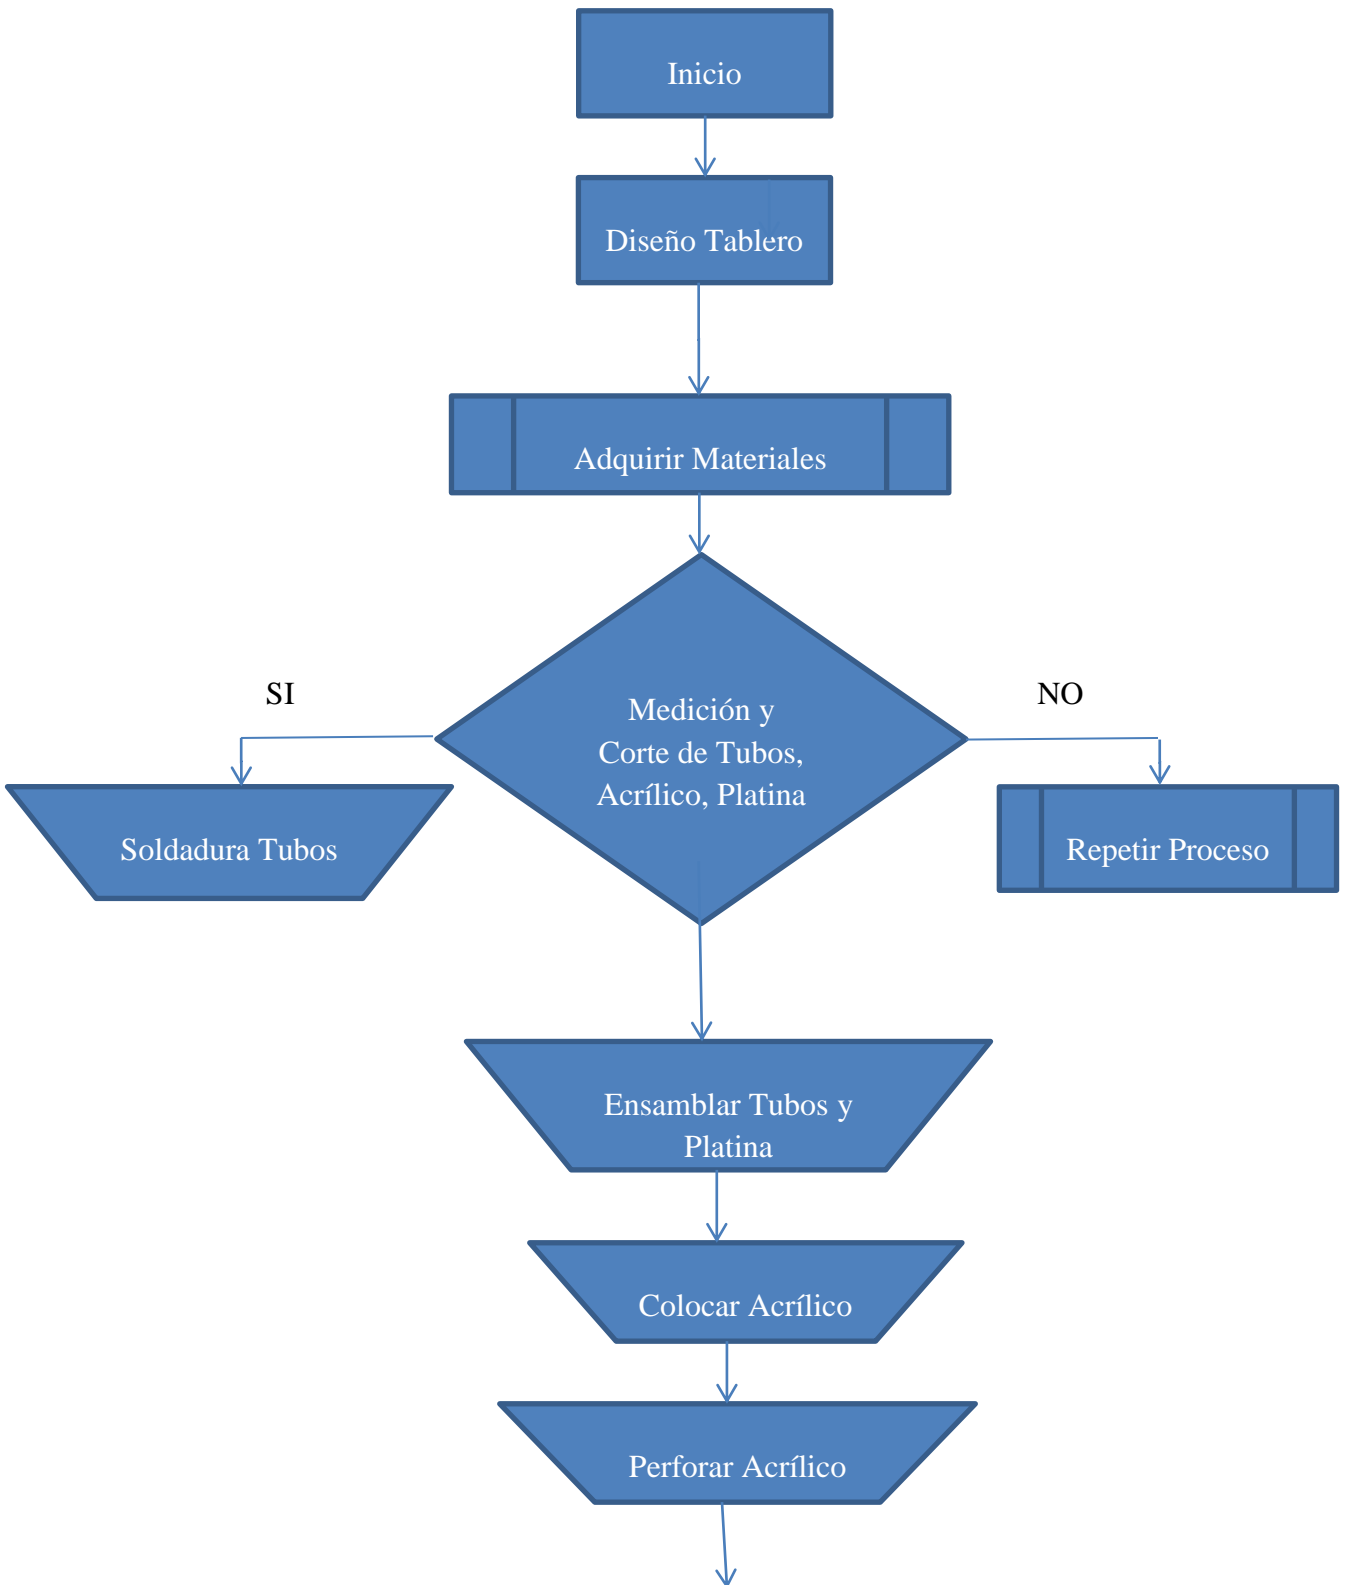 Inicio
Diseño Tablero
Adquirir Materiales
SI
NO
Medición y
Corte de Tubos,
Acrílico, Platina
Soldadura Tubos
Repetir Proceso
Ensamblar Tubos y
Platina
Colocar Acrílico
Perforar Acrílico